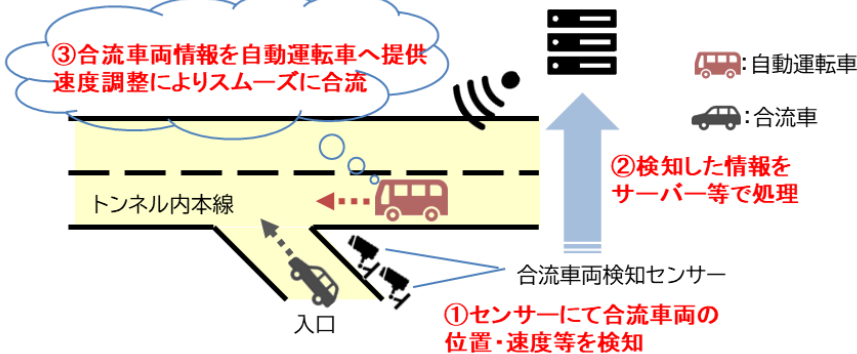 ③合流車両情報を自動運転車へ提供
速度調整によりスムーズに合流
:自動運転車
:合流車
②検知した情報を
サーバー等で処理
トンネル内本線
合流車両検知センサー
入口
①センサーにて合流車両の
位置・速度等を検知